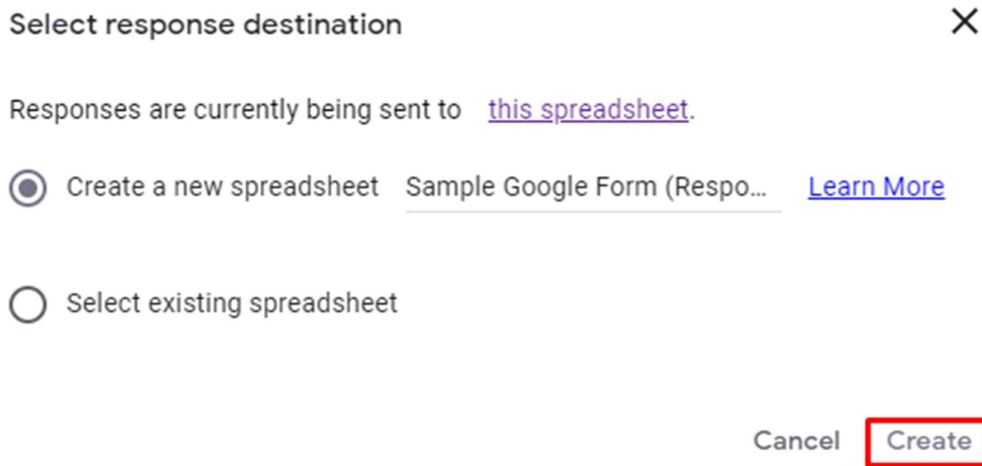 Select response destination
Responses are currently being sent to this spreadsheet.
Create a new spreadsheet Sample Google Form (Respo... Learn More
Select existing spreadsheet
Cancel Create